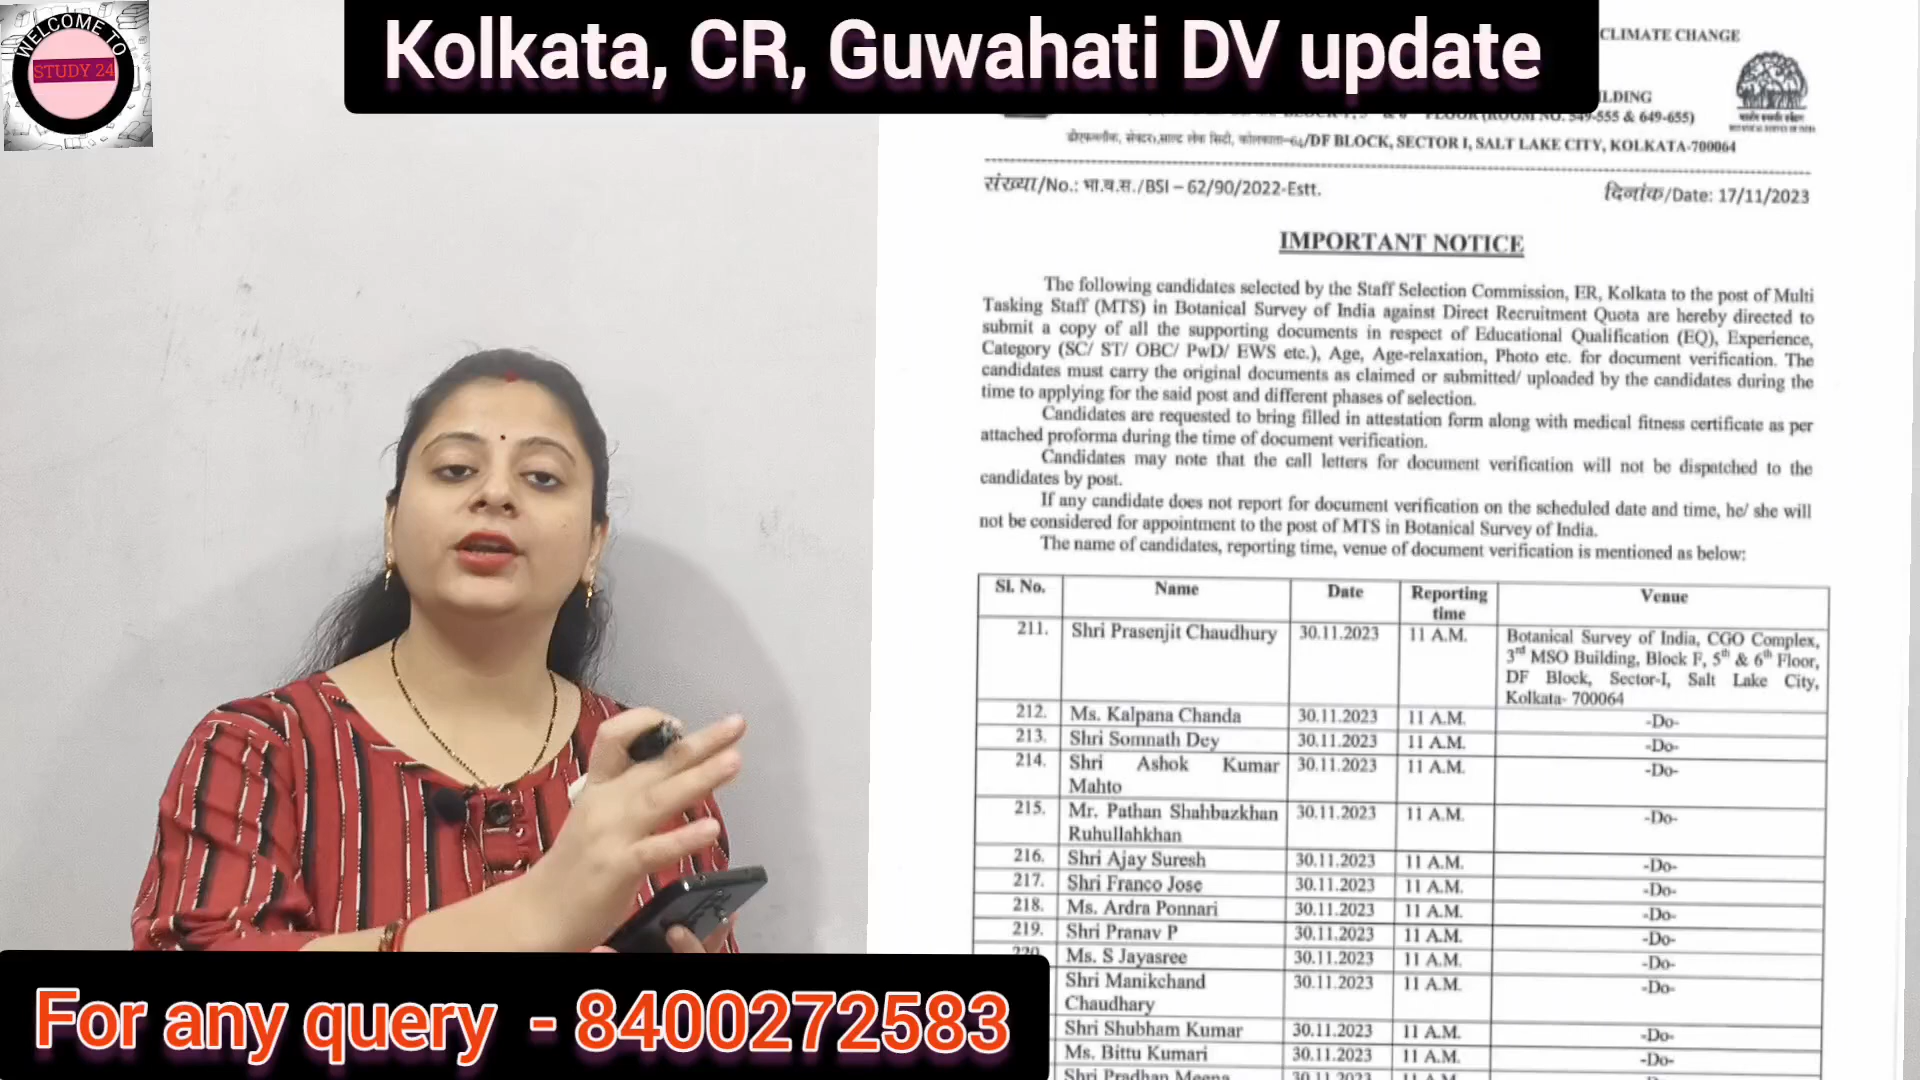 WELCOME TO
STUDY 24
Kolkata, CR, Guwahati DV update
CLIMATE CHANGE
LDING
FLOOR (ROOM NO. 549-555 & 649-655)
सेक्टर।,साल्ट लेक सिटी, कोलकाता-64/DF BLOCK, SECTOR I, SALT LAKE CITY, KOLKATA-700064
संख्या/No.: भा.व.स./BSI – 62/90/2022-Estt.
दिनांक/Date: 17/11/2023
IMPORTANT NOTICE
The following candidates selected by the Staff Selection Commission, ER, Kolkata to the post of Multi
Tasking Staff (MTS) in Botanical Survey of India against Direct Recruitment Quota are hereby directed to
submit a copy of all the supporting documents in respect of Educational Qualification (EQ), Experience,
Category (SC/ ST/ OBC/ PwD/ EWS etc.), Age, Age-relaxation, Photo etc. for document verification. The
candidates must carry the original documents as claimed or submitted/ uploaded by the candidates during the
time to applying for the said post and different phases of selection.
Candidates are requested to bring filled in attestation form along with medical fitness certificate as per
attached proforma during the time of document verification.
Candidates may note that the call letters for document verification will not be dispatched to the
candidates by post.
If any candidate does not report for document verification on the scheduled date and time, he/ she will
not be considered for appointment to the post of MTS in Botanical Survey of India.
The name of candidates, reporting time, venue of document verification is mentioned as below:
Sl. No. Name Date Reporting time Venue
211. Shri Prasenjit Chaudhury 30.11.2023 11 A.M. Botanical Survey of India, CGO Complex,
3rd MSO Building, Block F, 5th & 6th Floor,
DF Block, Sector-I, Salt Lake City,
Kolkata- 700064
212. Ms. Kalpana Chanda 30.11.2023 11 A.M. -Do-
213. Shri Somnath Dey 30.11.2023 11 A.M. -Do-
214. Shri Ashok Kumar 30.11.2023 11 A.M. -Do-
Mahto
215. Mr. Pathan Shahbazkhan 30.11.2023 11 A.M. -Do-
Ruhullahkhan
216. Shri Ajay Suresh 30.11.2023 11 A.M. -Do-
217. Shri Franco Jose 30.11.2023 11 A.M. -Do-
218. Ms. Ardra Ponnari 30.11.2023 11 A.M. -Do-
219. Shri Pranav P 30.11.2023 11 A.M. -Do-
220. Ms. S Jayasree 30.11.2023 11 A.M. -Do-
Shri Manikchand 30.11.2023 11 A.M. -Do-
Chaudhary
Shri Shubham Kumar 30.11.2023 11 A.M. -Do-
Ms. Bittu Kumari 30.11.2023 11 A.M. -Do-
Shri Pradhan Meena 30.11.2023 11 A.M.
For any query - 8400272583